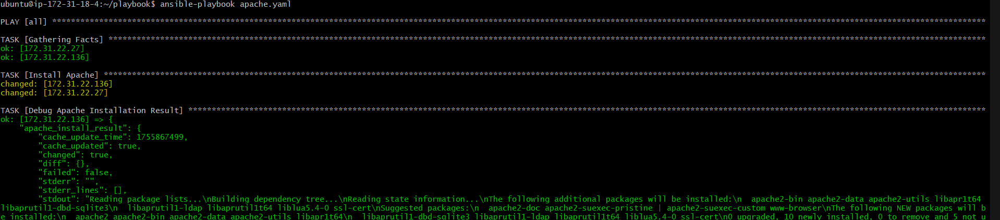 ubuntu@ip-172-31-18-4:~/playbook$ ansible-playbook apache.yaml
PLAY [all] ***************************************************************************************************************************************************************************************************
TASK [Gathering Facts] *******************************************************************************************************************************************************************************************
ok: [172.31.22.27]
ok: [172.31.22.136]
TASK [Install Apache] ********************************************************************************************************************************************************************************************
changed: [172.31.22.136]
changed: [172.31.22.27]
TASK [Debug Apache Installation Result] **************************************************************************************************************************************************************************
ok: [172.31.22.136] => {
    "apache_install_result": {
        "cache_update_time": 1755867499,
        "cache_updated": true,
        "changed": true,
        "diff": {},
        "failed": false,
        "stderr": "",
        "stderr_lines": [],
        "stdout": "Reading package lists...\nBuilding dependency tree...\nReading state information...\nThe following additional packages will be installed:\n  apache2-bin apache2-data apache2-utils libapr1t64
libaprutil1-dbd-sqlite3\n  libaprutil1-ldap libaprutil1t64 liblua5.4-0 ssl-cert\nSuggested packages:\n  apache2-doc apache2-suexec-pristine | apache2-suexec-custom www-browser\nThe following NEW packages will b
e installed:\n  apache2 apache2-bin apache2-data apache2-utils libapr1t64\n  libaprutil1-dbd-sqlite3 libaprutil1-ldap libaprutil1t64 liblua5.4-0 ssl-cert\n0 upgraded, 10 newly installed, 0 to remove and 5 not u